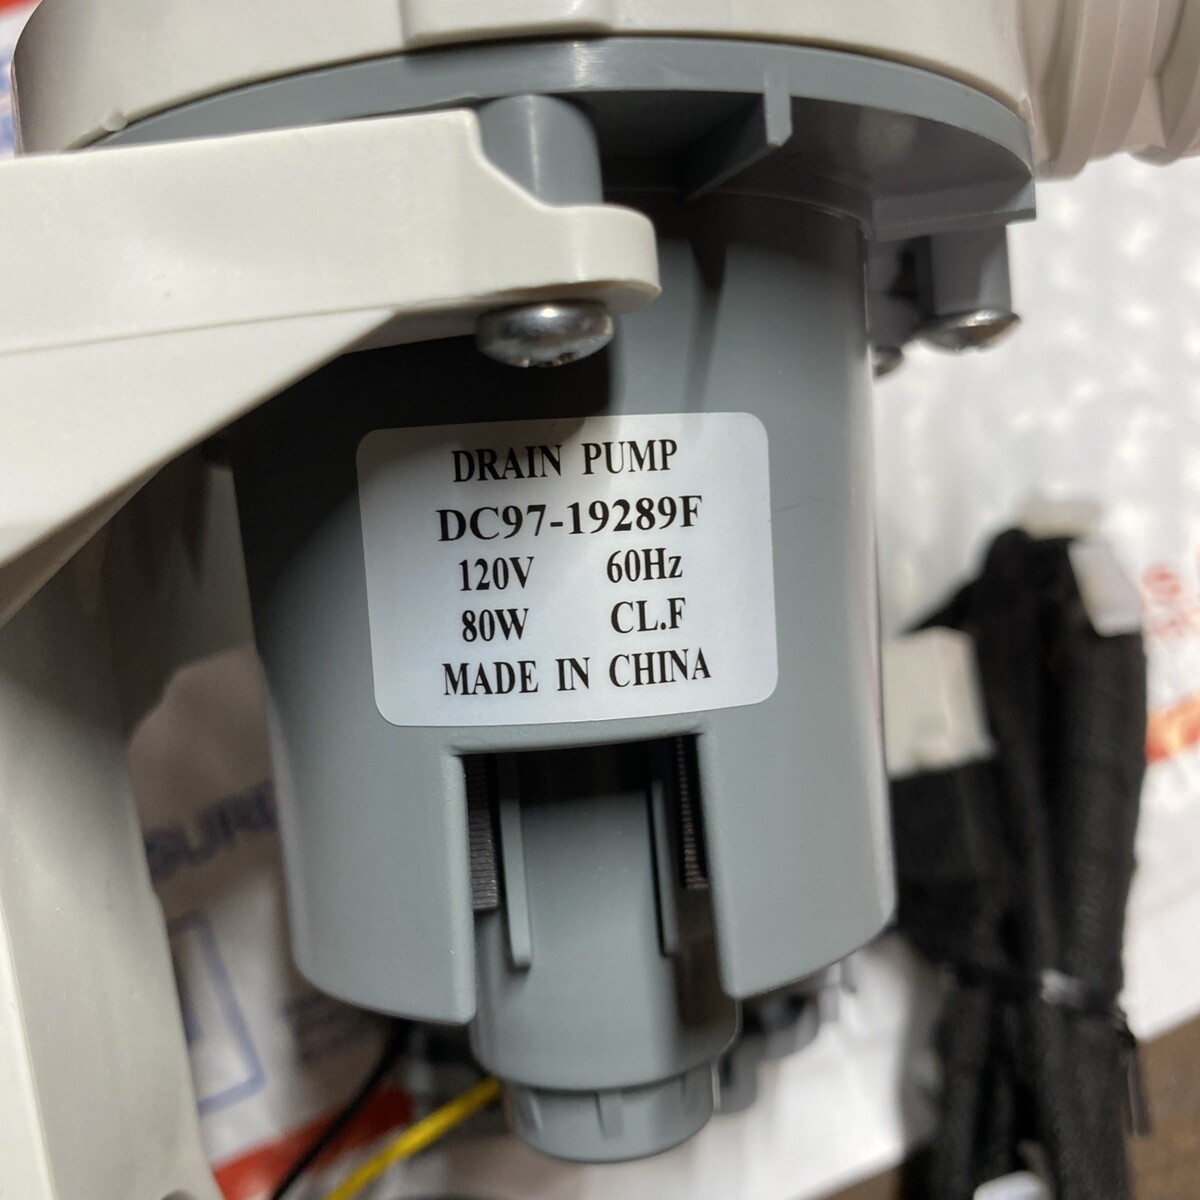 DRAIN PUMP
DC97-19289F
120V 60Hz
80W CL.F
MADE IN CHINA